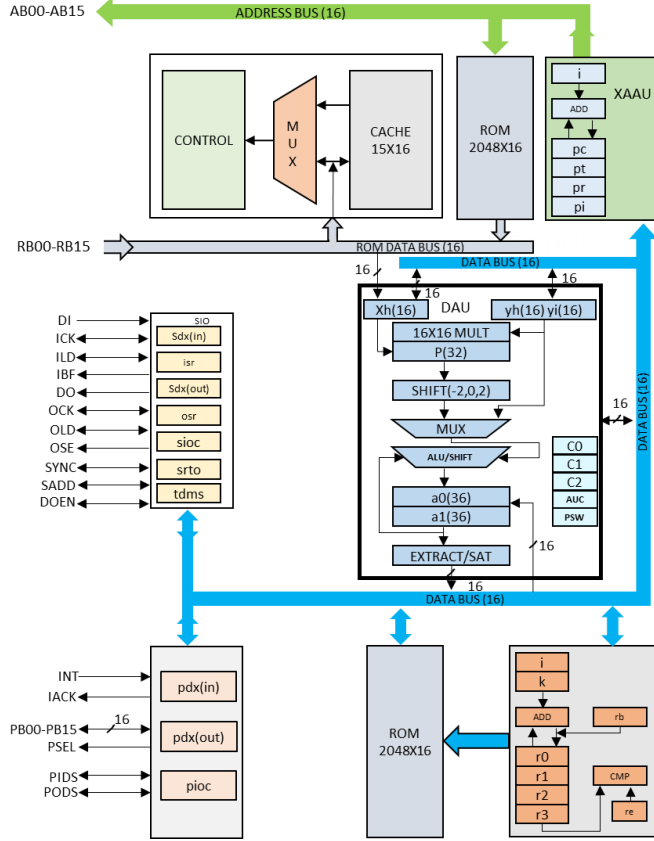 AB00-AB15
ADDRESS BUS (16)
CONTROL
MUX
CACHE
15X16
ROM
2048X16
i
XAAU
ADD
pc
pt
pr
pi
RB00-RB15
ROM DATA BUS (16)
DATA BUS (16)
16
16
16
Xh(16)
DAU
yh(16) yi(16)
16X16 MULT
P(32)
SHIFT(-2,0,2)
MUX
ALU/SHIFT
a0(36)
a1(36)
EXTRACT/SAT
C0
C1
C2
AUC
PSW
16
16
16
DATA BUS (16)
DATA BUS (16)
DI
ICK
ILD
IBF
DO
OCK
OLD
OSE
SYNC
SADD
DOEN
SIO
Sdx(in)
isr
Sdx(out)
osr
sioc
srto
tdms
INT
IACK
PB00-PB15
16
PSEL
PIDS
PODS
pdx(in)
pdx(out)
pioc
ROM
2048X16
i
k
ADD
rb
r0
r1
r2
r3
CMP
re